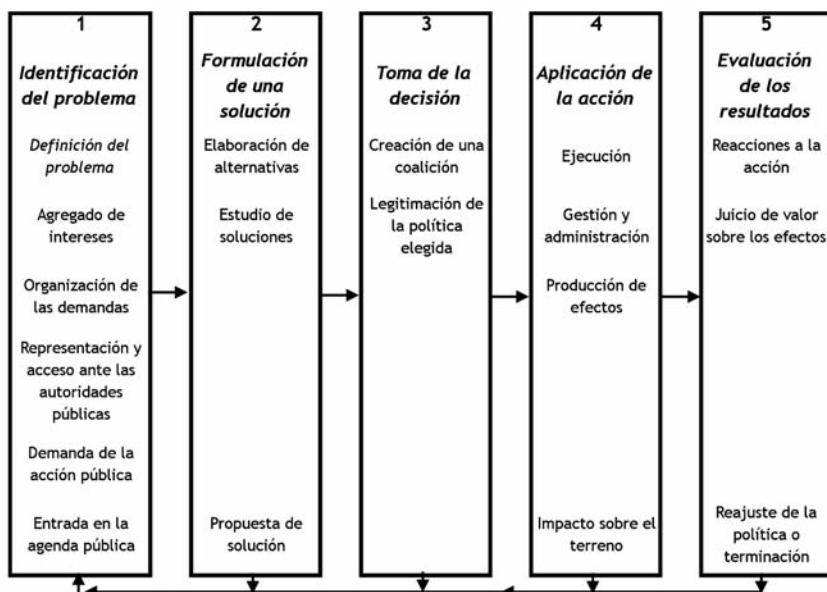 1
Identificación
del problema
Definición del
problema
Agregado de
intereses
Organización de
las demandas
Representación y
acceso ante las
autoridades
públicas
Demanda de la
acción pública
Entrada en la
agenda pública
2
Formulación
de una
solución
Elaboración de
alternativas
Estudio de
soluciones
Propuesta de
solución
3
Toma de la
decisión
Creación de una
coalición
Legitimación de
la política
elegida
4
Aplicación de
la acción
Ejecución
Gestión y
administración
Producción de
efectos
Impacto sobre el
terreno
5
Evaluación
de los
resultados
Reacciones a la
acción
Juicio de valor
sobre los efectos
Reajuste de la
política o
terminación